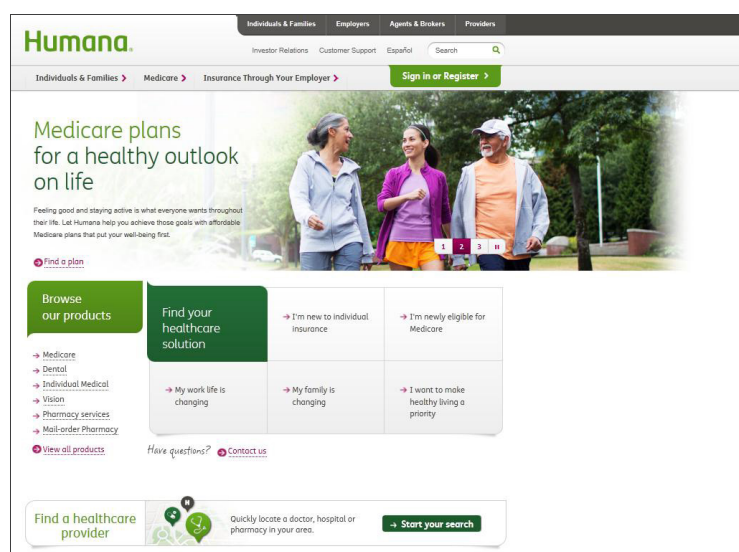 Individuals & Families Employers Agents & Brokers Providers
Humana.
Investor Relations Customer Support Español Search
Individuals & Families Medicare Insurance Through Your Employer Sign in or Register
Medicare plans
for a healthy outlook
on life
Feeling good and staying active is what everyone wants throughout
their life. Let Humana help you achieve those goals with affordable
Medicare plans that put your well-being first.
Find a plan
1 2 3
Browse
our products
Medicare
Dental
Individual Medical
Vision
Pharmacy services
Mail-order Pharmacy
View all products
Find your
healthcare
solution
I'm new to individual
insurance
I'm newly eligible for
Medicare
My work life is
changing
My family is
changing
I want to make
healthy living a
priority
Have questions? Contact us
Find a healthcare
provider
H
Quickly locate a doctor, hospital or
pharmacy in your area.
Start your search